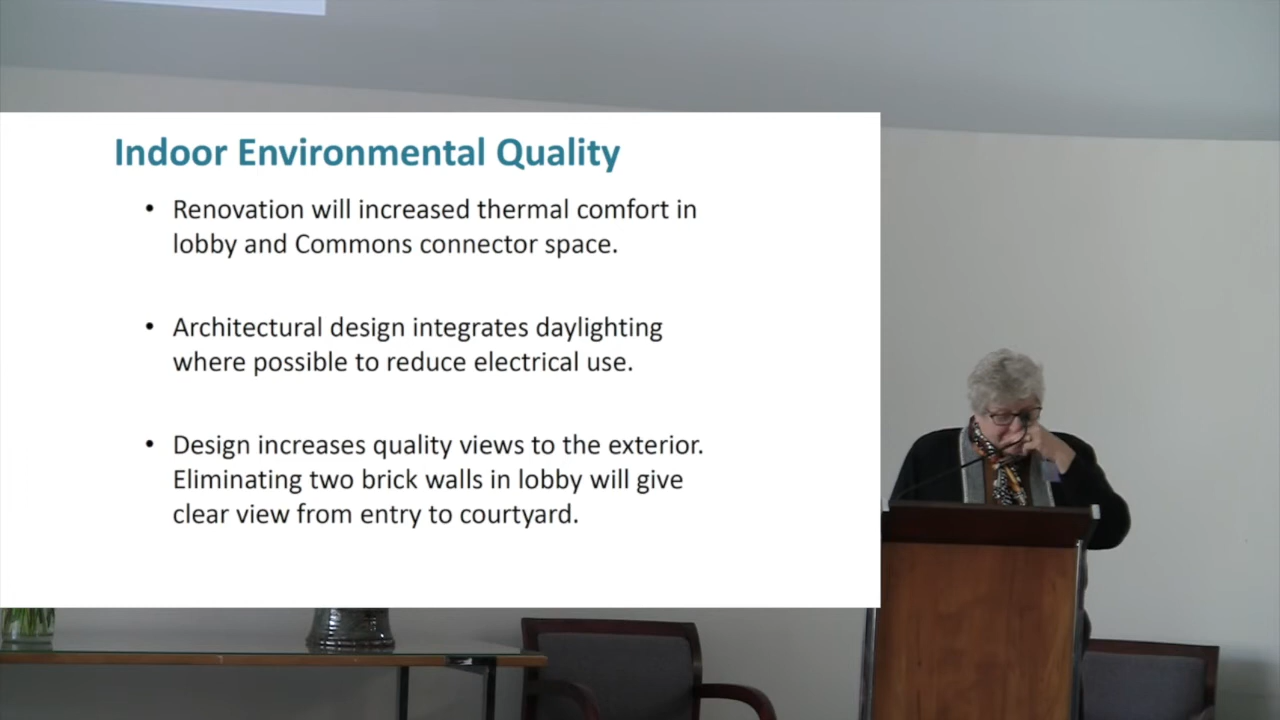 Indoor Environmental Quality
• Renovation will increased thermal comfort in
lobby and Commons connector space.
• Architectural design integrates daylighting
where possible to reduce electrical use.
• Design increases quality views to the exterior.
Eliminating two brick walls in lobby will give
clear view from entry to courtyard.